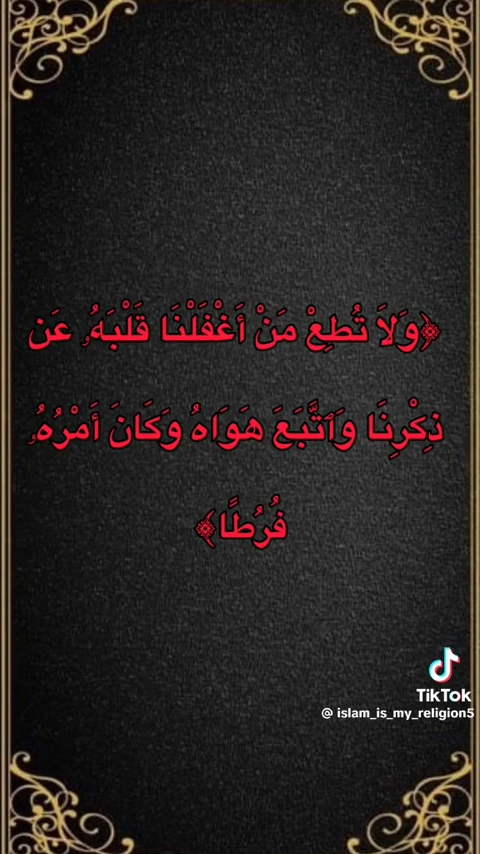 ﴿وَلَا تُطِعْ مَنْ أَغْفَلْنَا قَلْبَهُۥ عَن
ذِكْرِنَا وَٱتَّبَعَ هَوَاهُ وَكَانَ أَمْرُهُۥ
فُرُطًا﴾
TikTok
@ islam_is_my_religion5